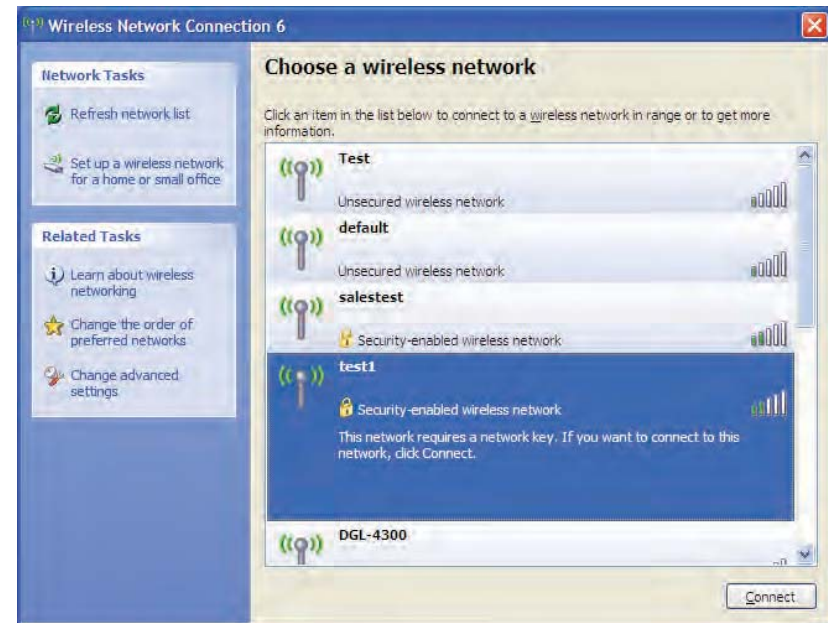 Wireless Network Connection 6
Network Tasks
Refresh network list
Set up a wireless network
for a home or small office
Related Tasks
Learn about wireless
networking
Change the order of
preferred networks
Change advanced
settings
Choose a wireless network
Click an item in the list below to connect to a wireless network in range or to get more
information.
Test
Unsecured wireless network
default
Unsecured wireless network
salestest
Security-enabled wireless network
test1
Security-enabled wireless network
This network requires a network key. If you want to connect to this
network, click Connect.
DGL-4300
Connect